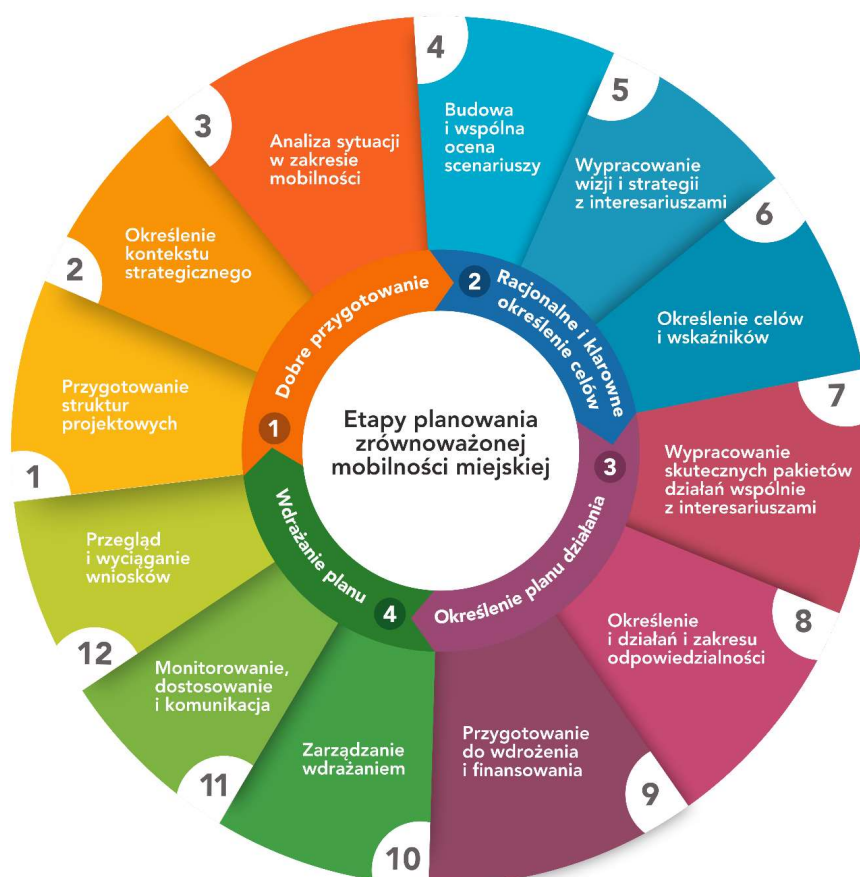 Etapy planowania
zrównoważonej
mobilności miejskiej
1
Dobre przygotowanie
2
Racjonalne i klarowne
określenie celów
3
Określenie planu działania
4
Wdrażanie planu
1
Przygotowanie
struktur
projektowych
2
Określenie
kontekstu
strategicznego
3
Analiza sytuacji
w zakresie
mobilności
4
Budowa
i wspólna
ocena
scenariuszy
5
Wypracowanie
wizji i strategii
z interesariuszami
6
Określenie celów
i wskaźników
7
Wypracowanie
skutecznych pakietów
działań wspólnie
z interesariuszami
8
Określenie
i działań i zakresu
odpowiedzialności
9
Przygotowanie
do wdrożenia
i finansowania
10
Zarządzanie
wdrażaniem
11
Monitorowanie,
dostosowanie
i komunikacja
12
Przegląd
i wyciąganie
wniosków